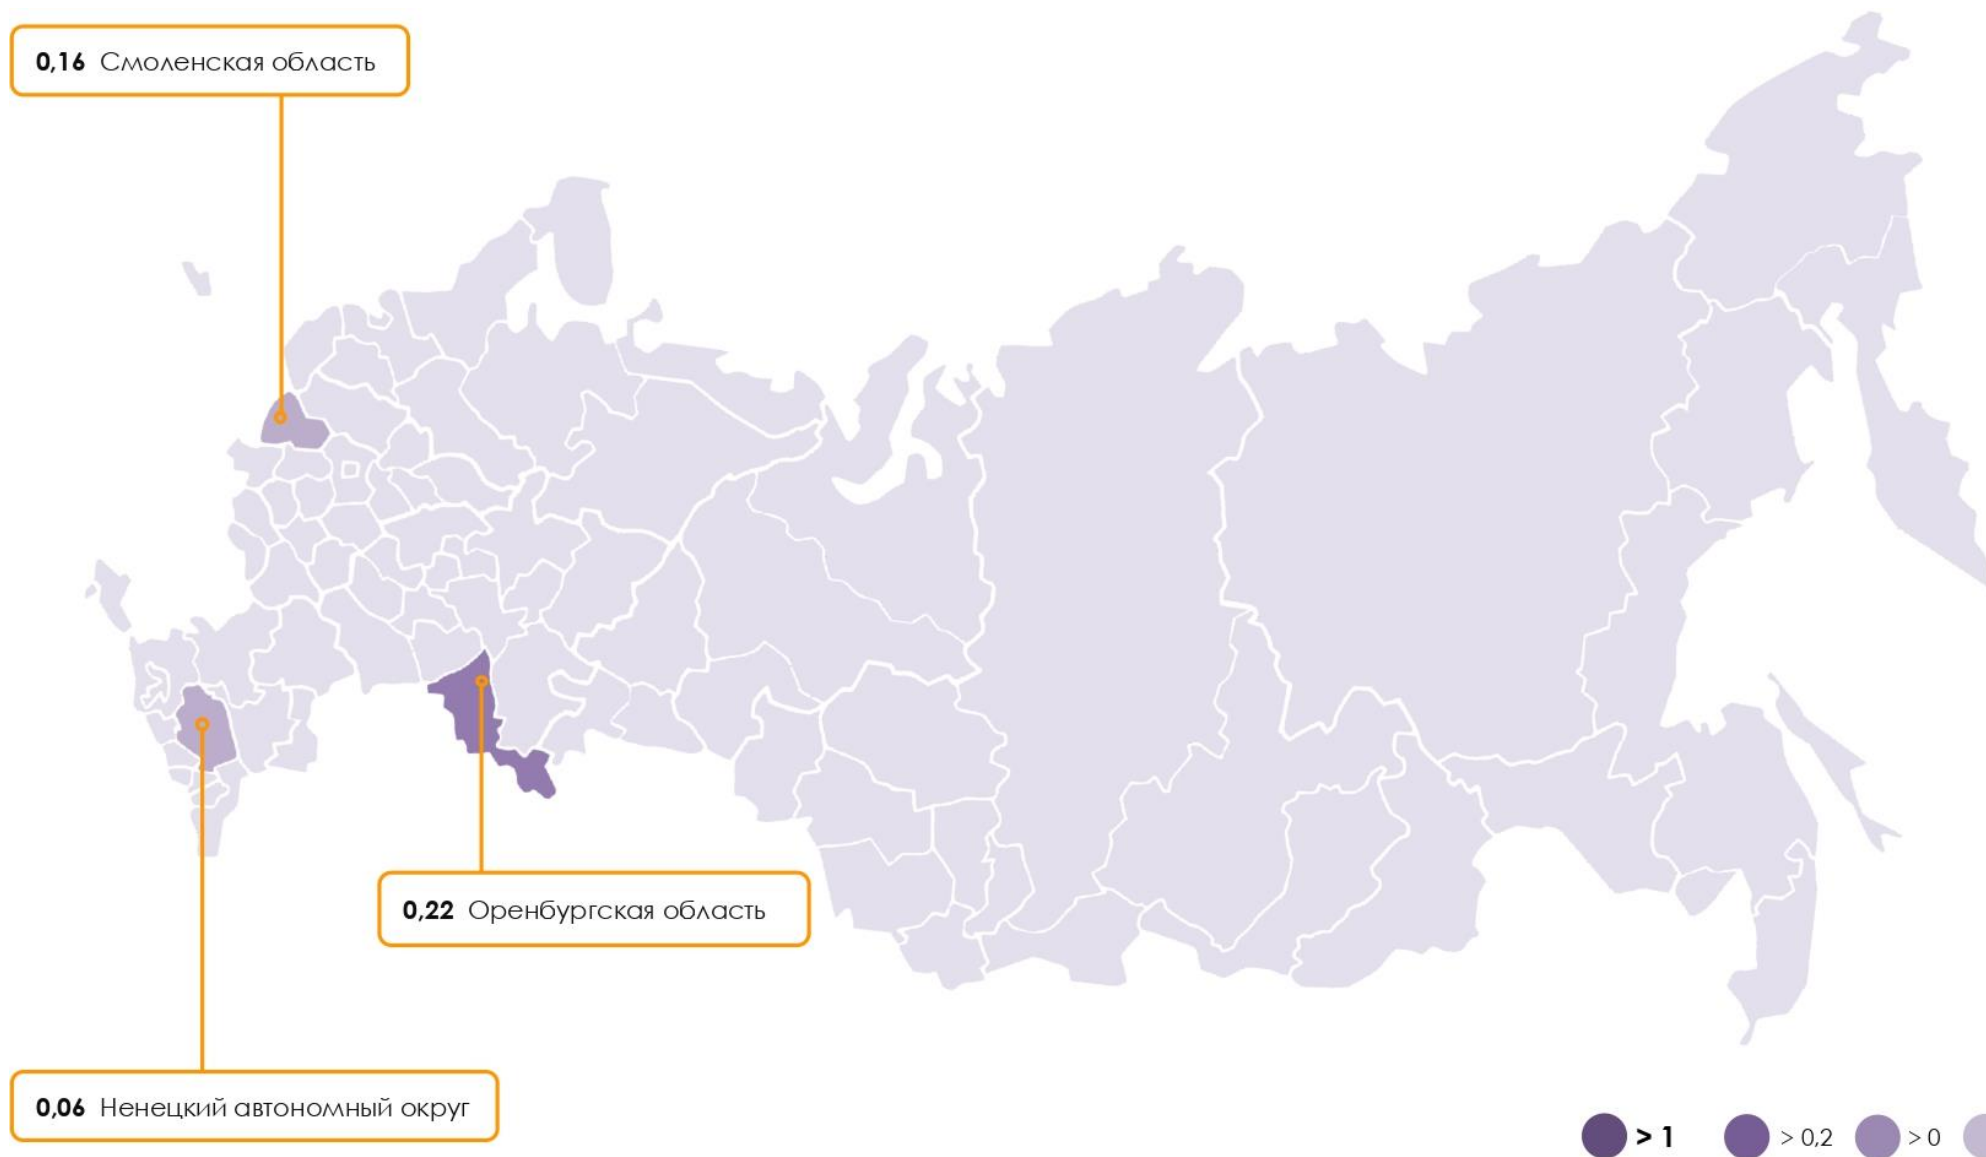 0,16 Смоленская область
0,22 Оренбургская область
0,06 Ненецкий автономный округ
> 1 > 0,2 > 0